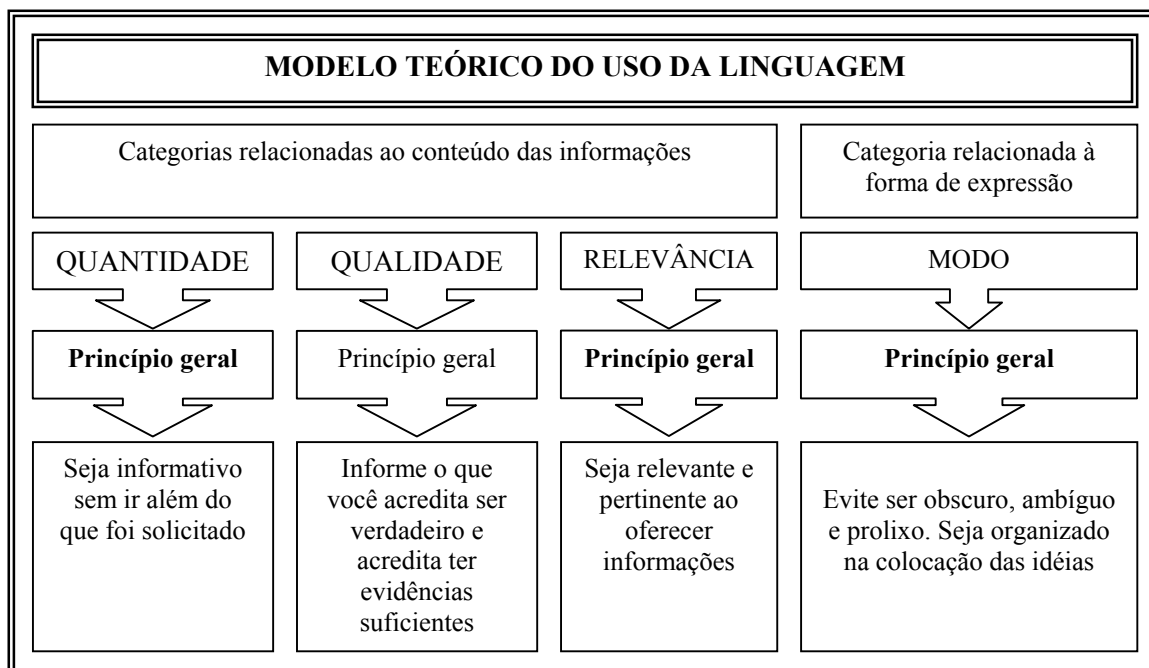 MODELO TEÓRICO DO USO DA LINGUAGEM
Categorias relacionadas ao conteúdo das informações
Categoria relacionada à
forma de expressão
QUANTIDADE
QUALIDADE
RELEVÂNCIA
MODO
Princípio geral
Princípio geral
Princípio geral
Princípio geral
Seja informativo
sem ir além do
que foi solicitado
Informe o que
você acredita ser
verdadeiro e
acredita ter
evidências
suficientes
Seja relevante e
pertinente ao
oferecer
informações
Evite ser obscuro, ambíguo
e prolixo. Seja organizado
na colocação das idéias